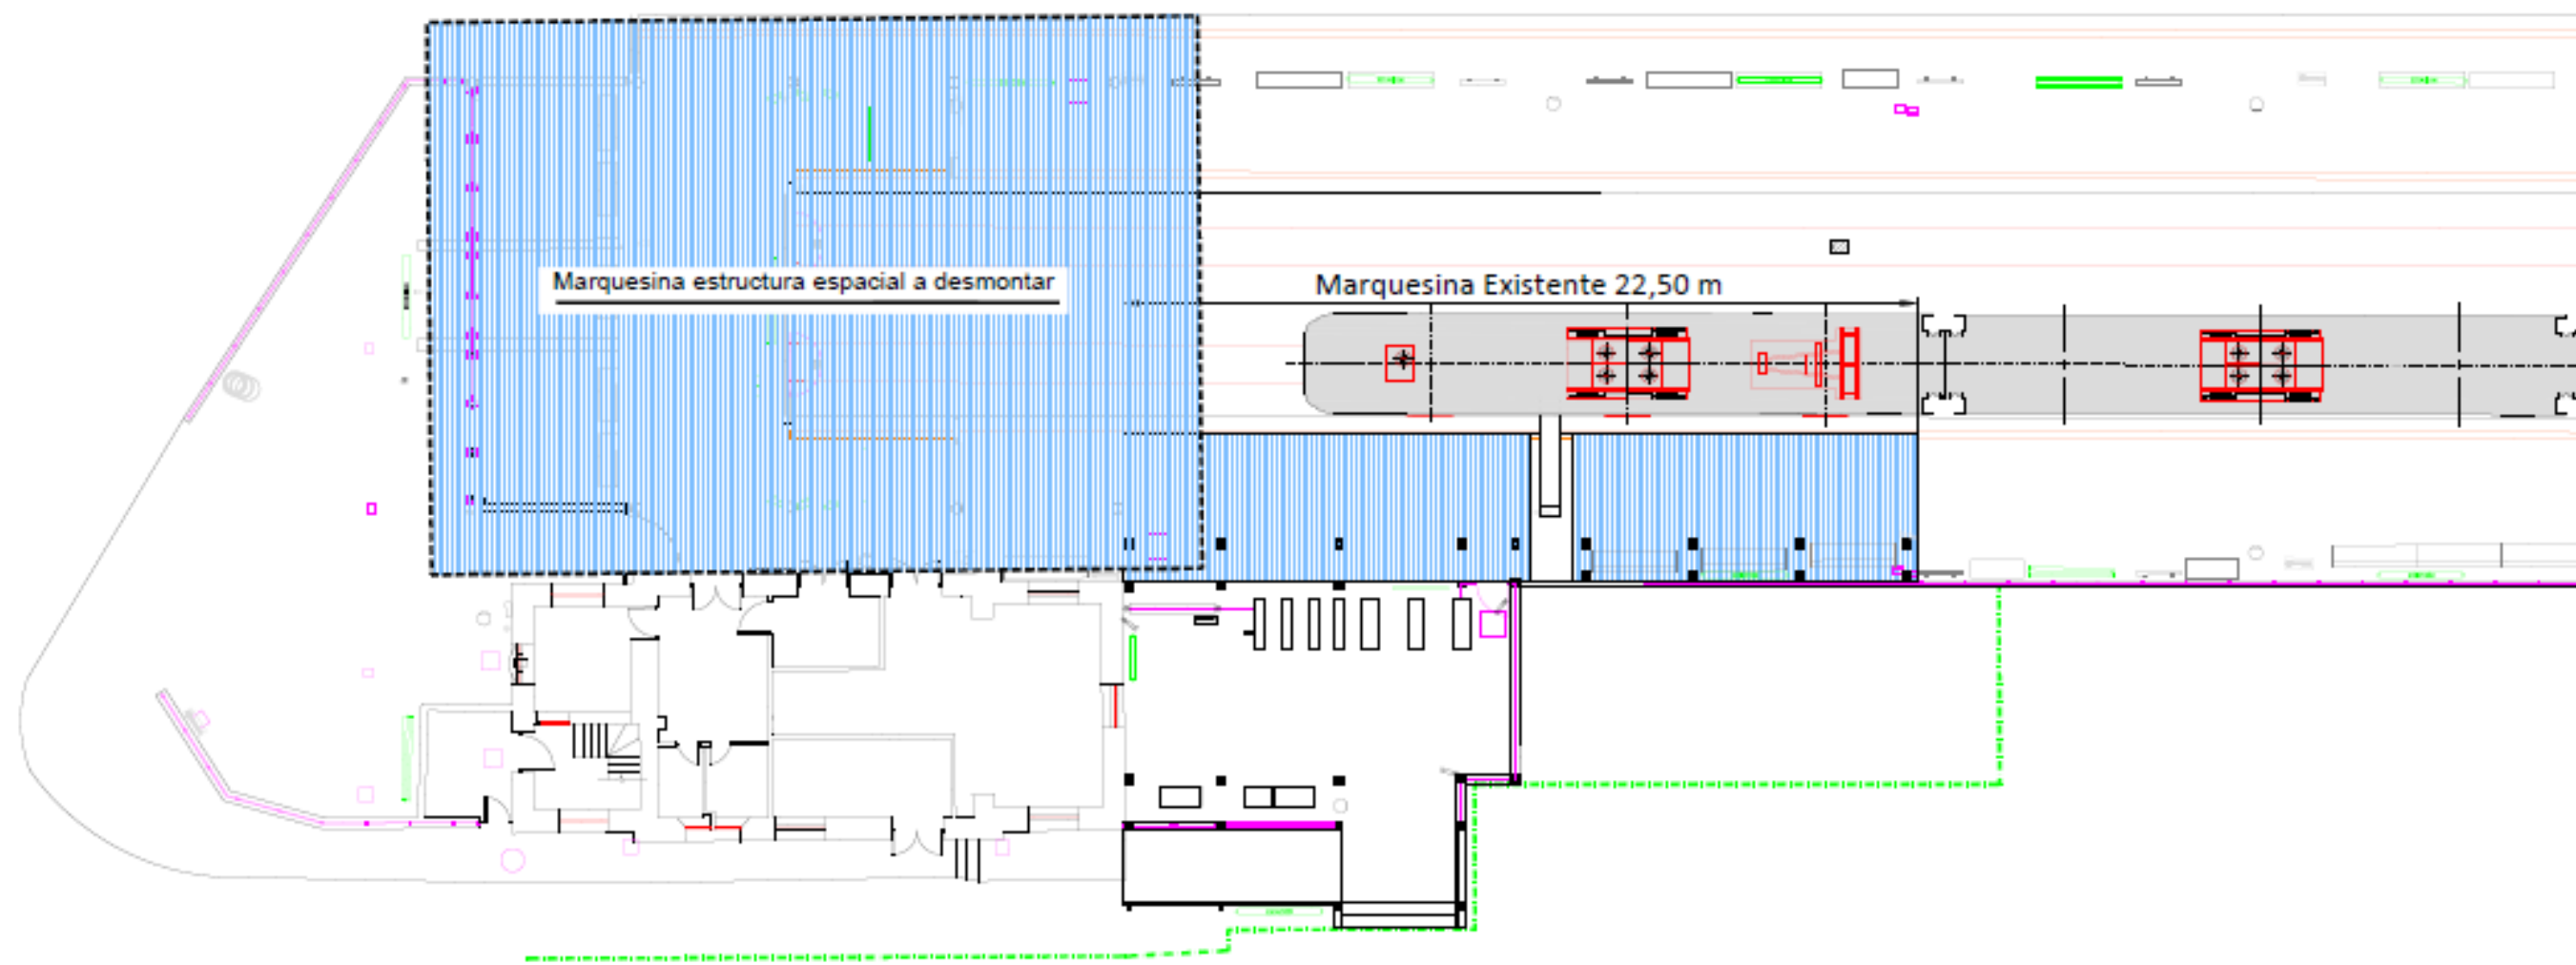 Marquesina estructura espacial a desmontar
Marquesina Existente 22,50 m